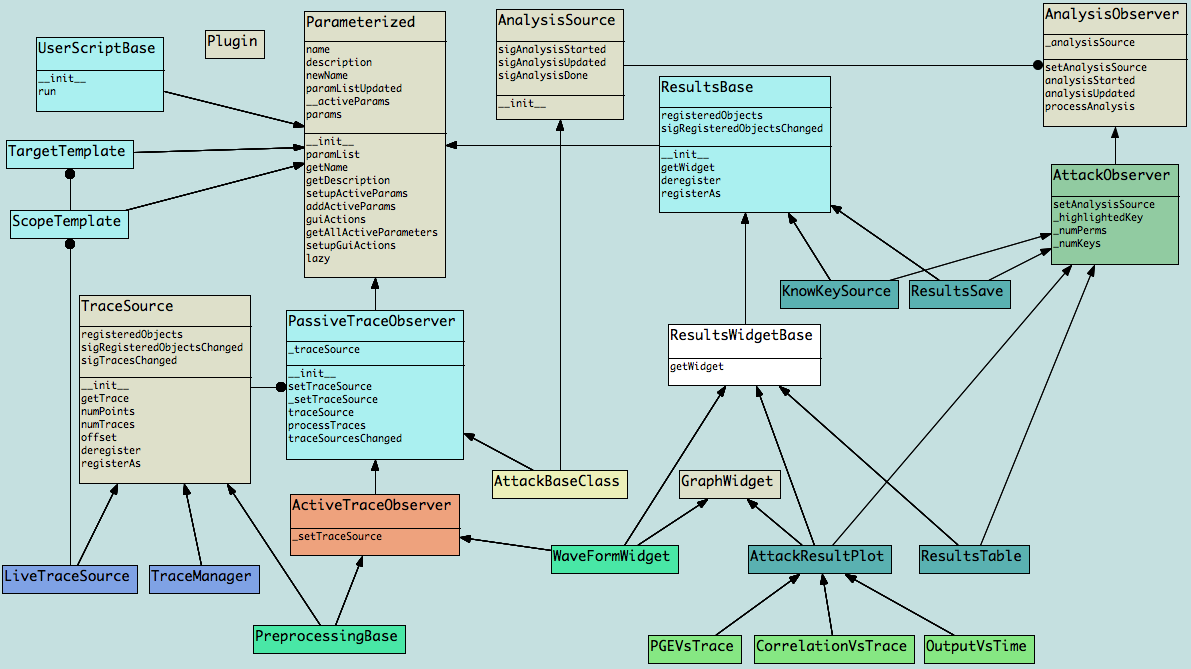 UserScriptBase
__init__
run
Plugin
Parameterized
name
description
newName
paramListUpdated
__activeParams
params
__init__
paramList
getName
getDescription
setupActiveParams
addActiveParams
guiActions
getAllActiveParameters
setupGuiActions
lazy
AnalysisSource
sigAnalysisStarted
sigAnalysisUpdated
sigAnalysisDone
__init__
AnalysisObserver
_analysisSource
setAnalysisSource
analysisStarted
analysisUpdated
processAnalysis
ResultsBase
registeredObjects
sigRegisteredObjectsChanged
__init__
getWidget
deregister
registerAs
TargetTemplate
ScopeTemplate
AttackObserver
setAnalysisSource
_highlightedKey
_numPerms
_numKeys
KnowKeySource
ResultsSave
TraceSource
registeredObjects
sigRegisteredObjectsChanged
sigTracesChanged
__init__
getTrace
numPoints
numTraces
offset
deregister
registerAs
PassiveTraceObserver
_traceSource
__init__
setTraceSource
_setTraceSource
traceSource
processTraces
traceSourcesChanged
ResultsWidgetBase
getWidget
AttackBaseClass
GraphWidget
ActiveTraceObserver
_setTraceSource
WaveFormWidget
AttackResultPlot
ResultsTable
LiveTraceSource
TraceManager
PreprocessingBase
PGEVsTrace
CorrelationVsTrace
OutputVsTime